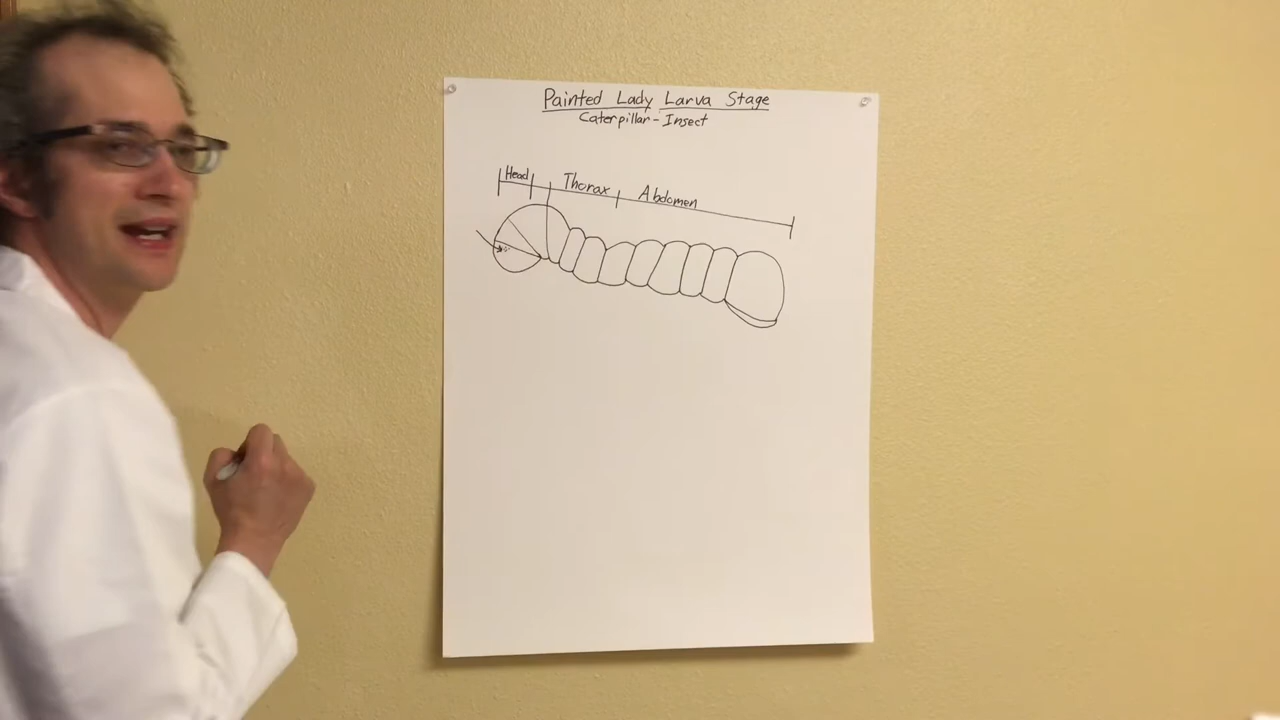 Painted Lady Larva Stage
Caterpillar - Insect
Head Thorax Abdomen